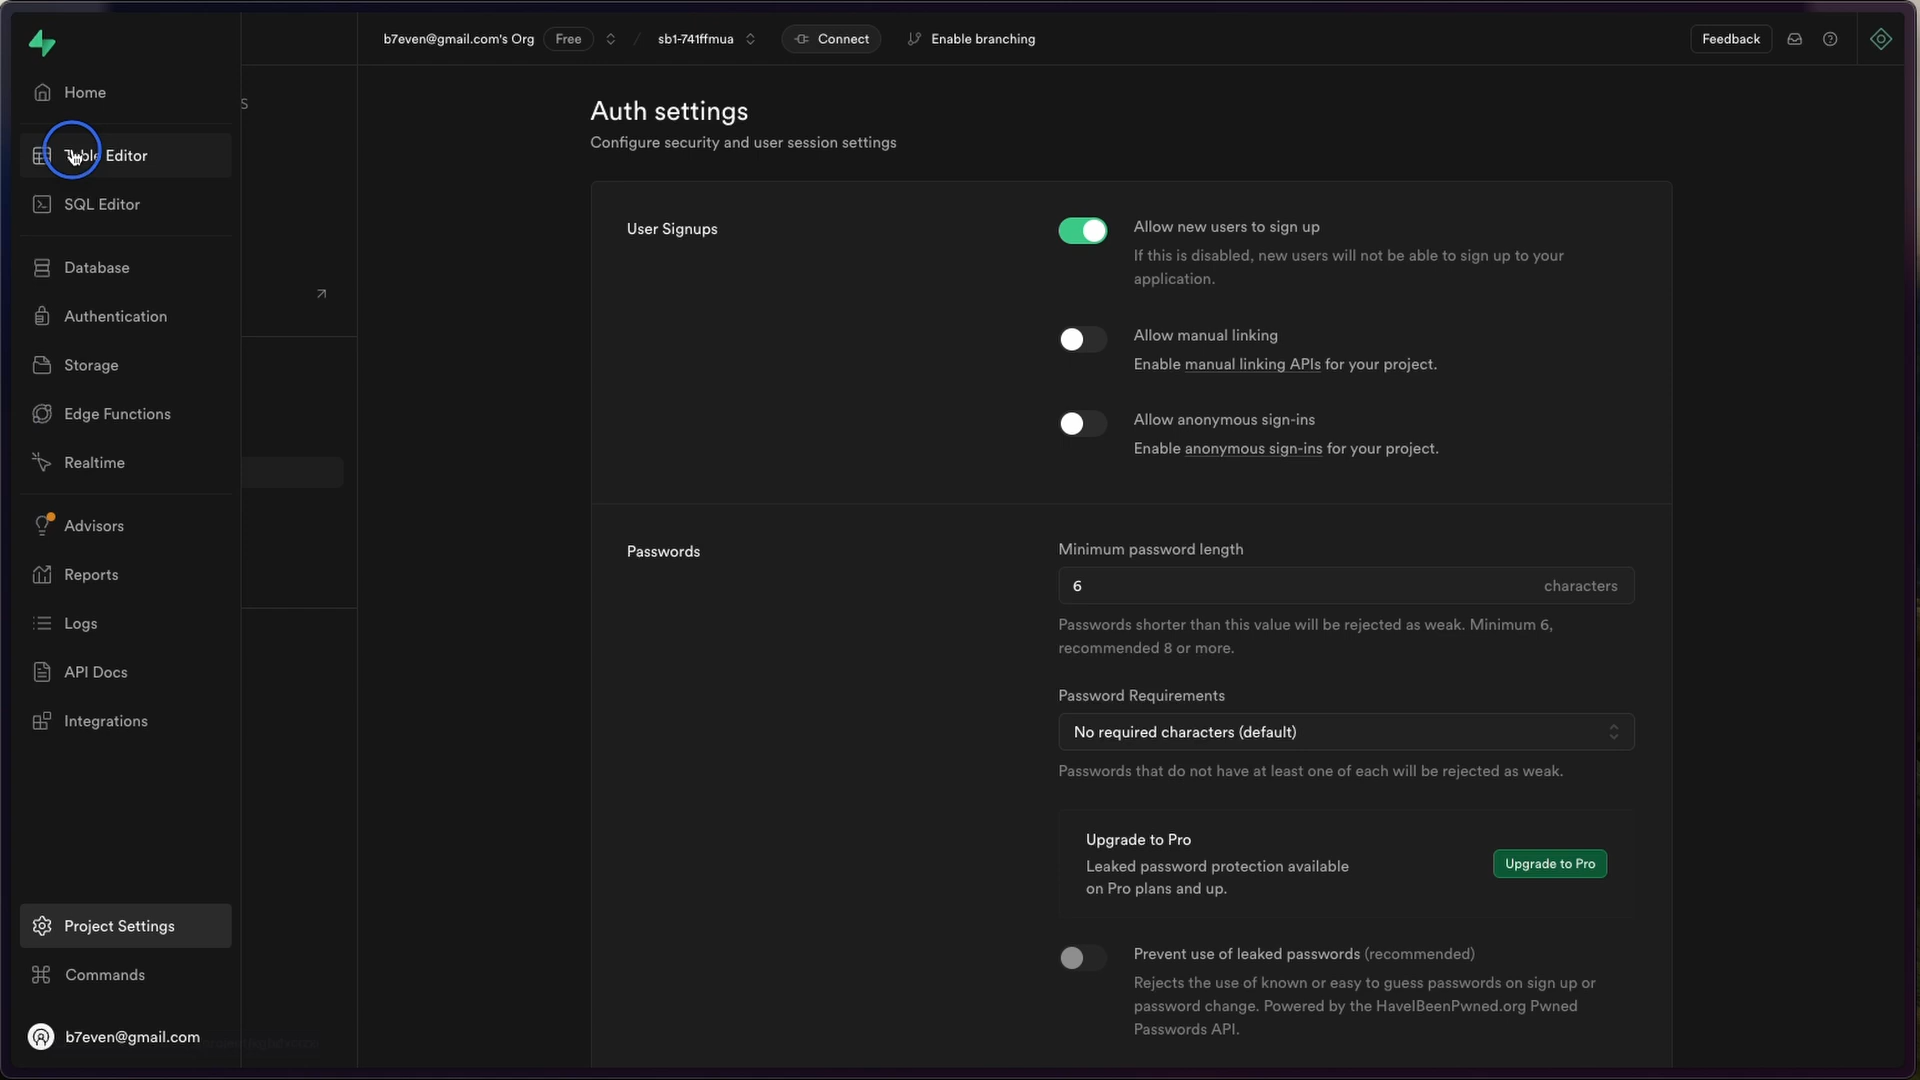 b7even@gmail.com's Org
Free
/
sb1-741ffmua
Connect
Enable branching
Feedback
Home
Table Editor
SQL Editor
Database
Authentication
Storage
Edge Functions
Realtime
Advisors
Reports
Logs
API Docs
Integrations
Project Settings
Commands
b7even@gmail.com
S
Auth settings
Configure security and user session settings
User Signups
Allow new users to sign up
If this is disabled, new users will not be able to sign up to your
application.
Allow manual linking
Enable manual linking APIs for your project.
Allow anonymous sign-ins
Enable anonymous sign-ins for your project.
Passwords
Minimum password length
6
characters
Passwords shorter than this value will be rejected as weak. Minimum 6,
recommended 8 or more.
Password Requirements
No required characters (default)
Passwords that do not have at least one of each will be rejected as weak.
Upgrade to Pro
Leaked password protection available
on Pro plans and up.
Upgrade to Pro
Prevent use of leaked passwords (recommended)
Rejects the use of known or easy to guess passwords on sign up or
password change. Powered by the HaveIBeenPwned.org Pwned
Passwords API.